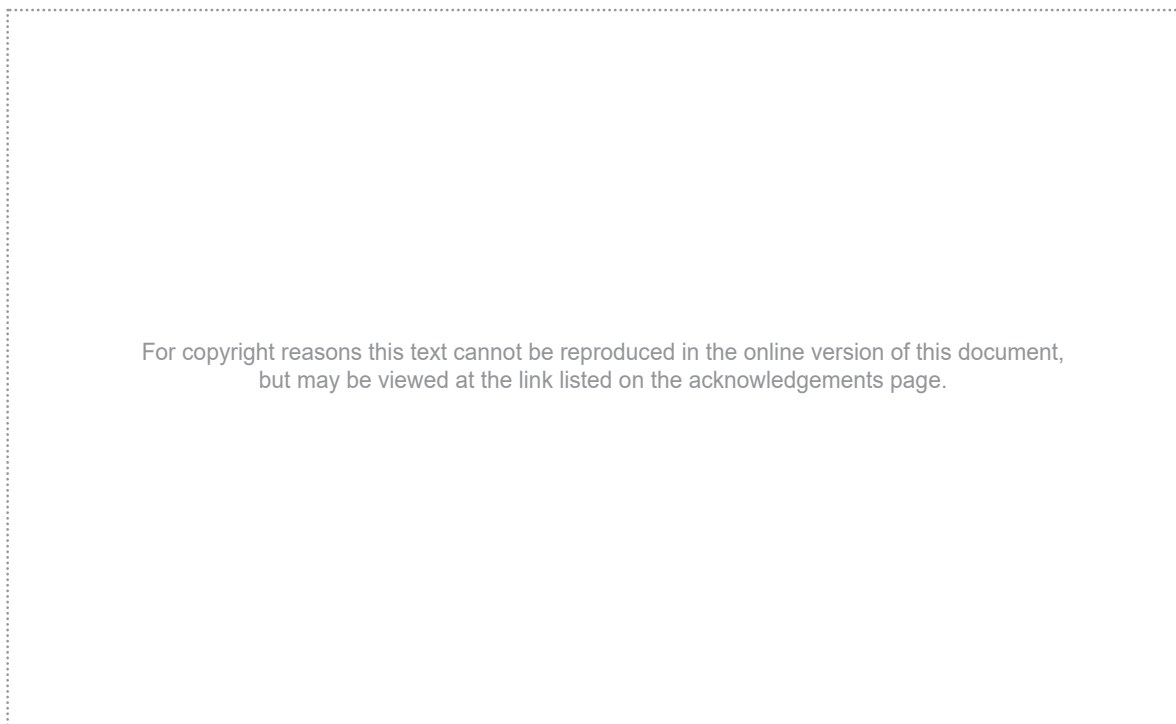 For copyright reasons this text cannot be reproduced in the online version of this document,
but may be viewed at the link listed on the acknowledgements page.